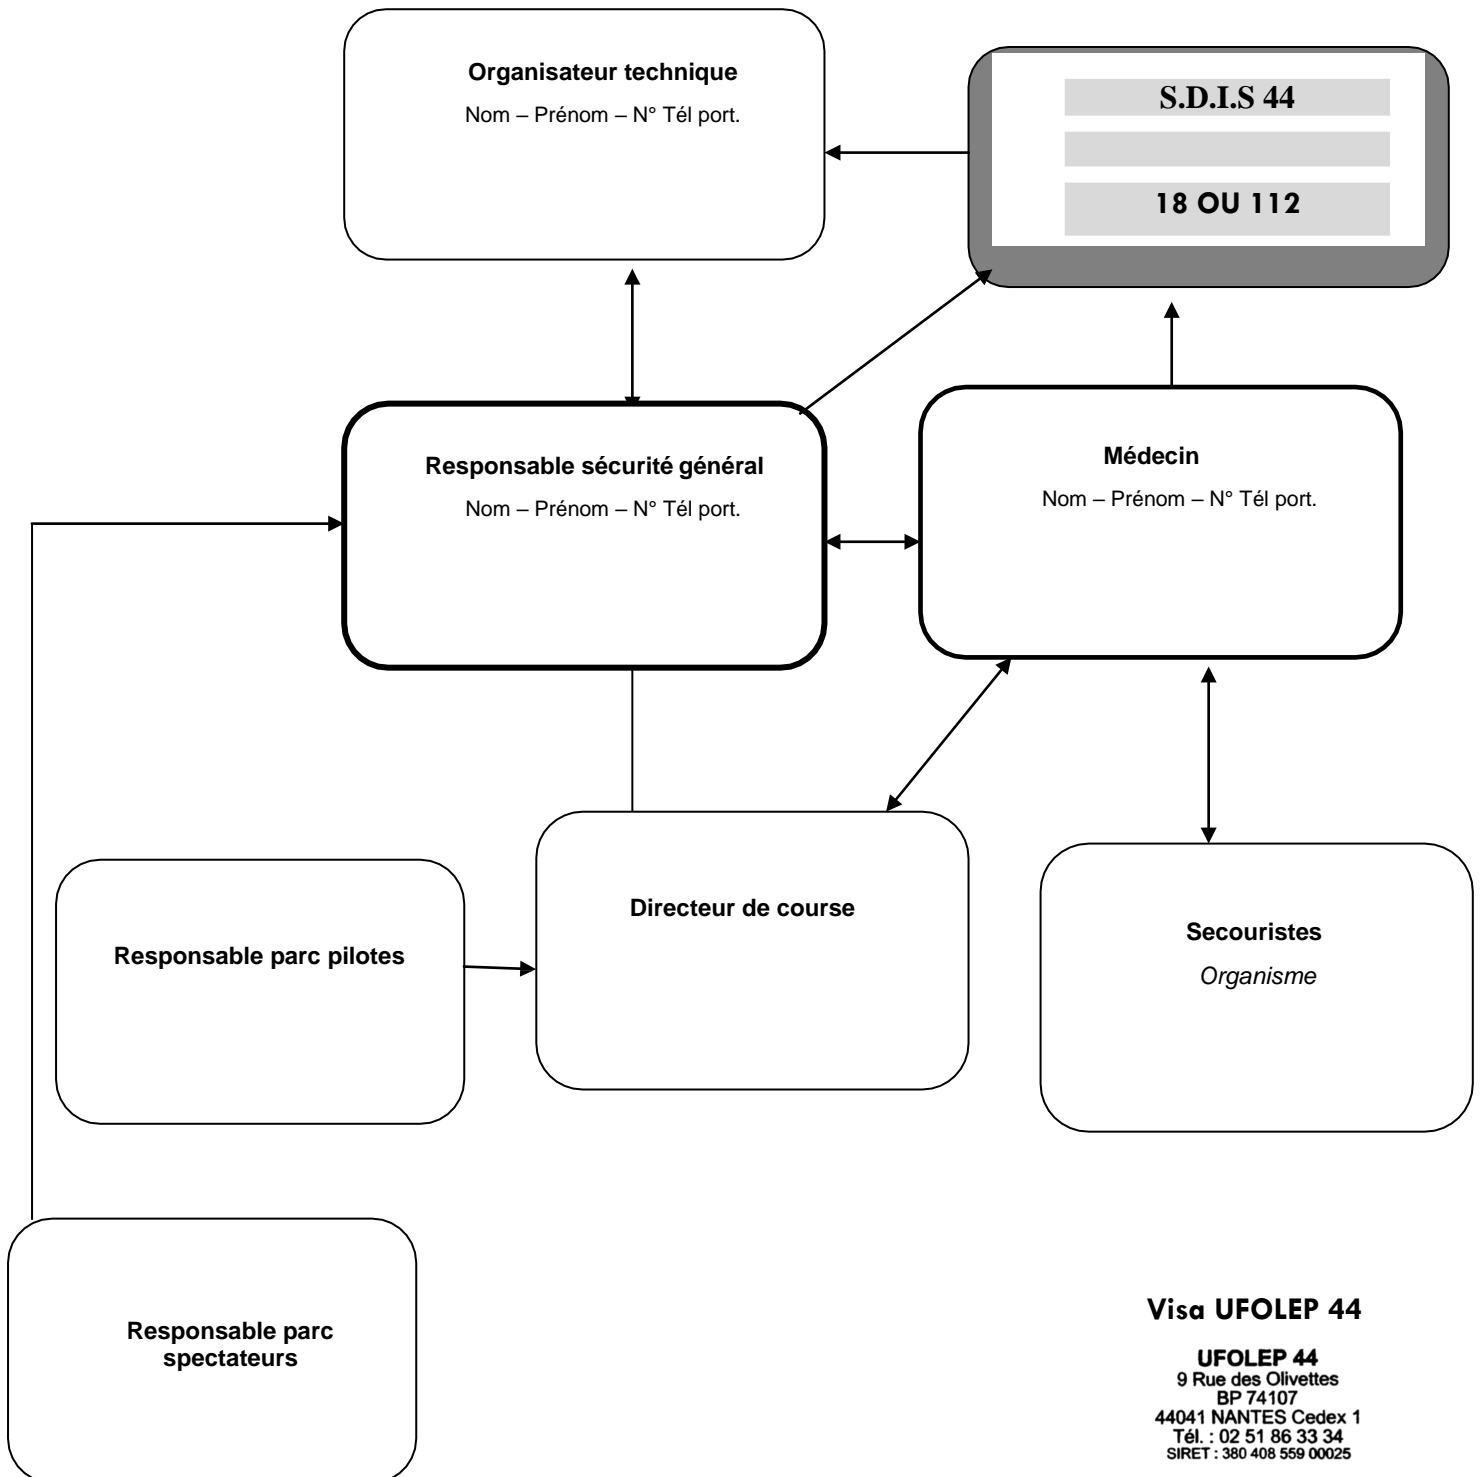 Organisateur technique
Nom – Prénom – N° Tél port.
S.D.I.S 44
18 OU 112
Responsable sécurité général
Nom – Prénom – N° Tél port.
Médecin
Nom – Prénom – N° Tél port.
Directeur de course
Responsable parc pilotes
Secouristes
Organisme
Responsable parc
spectateurs
Visa UFOLEP 44
UFOLEP 44
9 Rue des Olivettes
BP 74107
44041 NANTES Cedex 1
Tél. : 02 51 86 33 34
SIRET : 380 408 559 00025